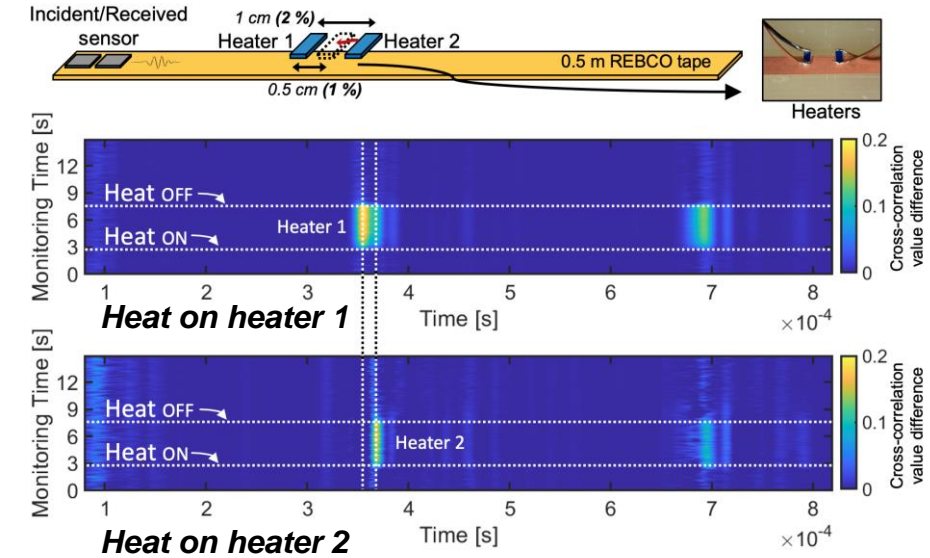 Incident/Received
sensor
1 cm (2 %)
Heater 1
Heater 2
0.5 cm (1 %)
0.5 m REBCO tape
Heaters
Monitoring Time [s]
12
9
6
3
0
Heat OFF
Heat ON
Heater 1
1 2 3 4 5 6 7 8
Time [s]
×10⁻⁴
0.2
0.1
0
Cross-correlation
value difference
Heat on heater 1
Monitoring Time [s]
12
9
6
3
0
Heat OFF
Heat ON
Heater 2
1 2 3 4 5 6 7 8
Time [s]
×10⁻⁴
0.2
0.1
0
Cross-correlation
value difference
Heat on heater 2